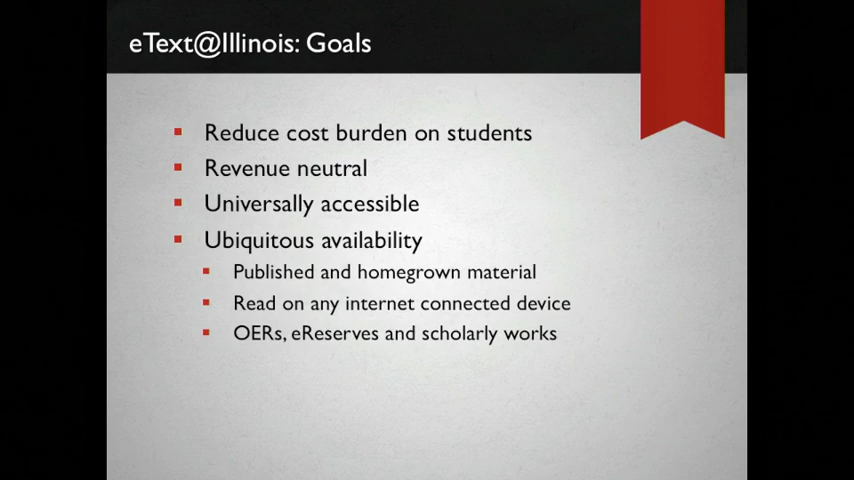 eText@Illinois: Goals
Reduce cost burden on students
Revenue neutral
Universally accessible
Ubiquitous availability
Published and homegrown material
Read on any internet connected device
OERs, eReserves and scholarly works